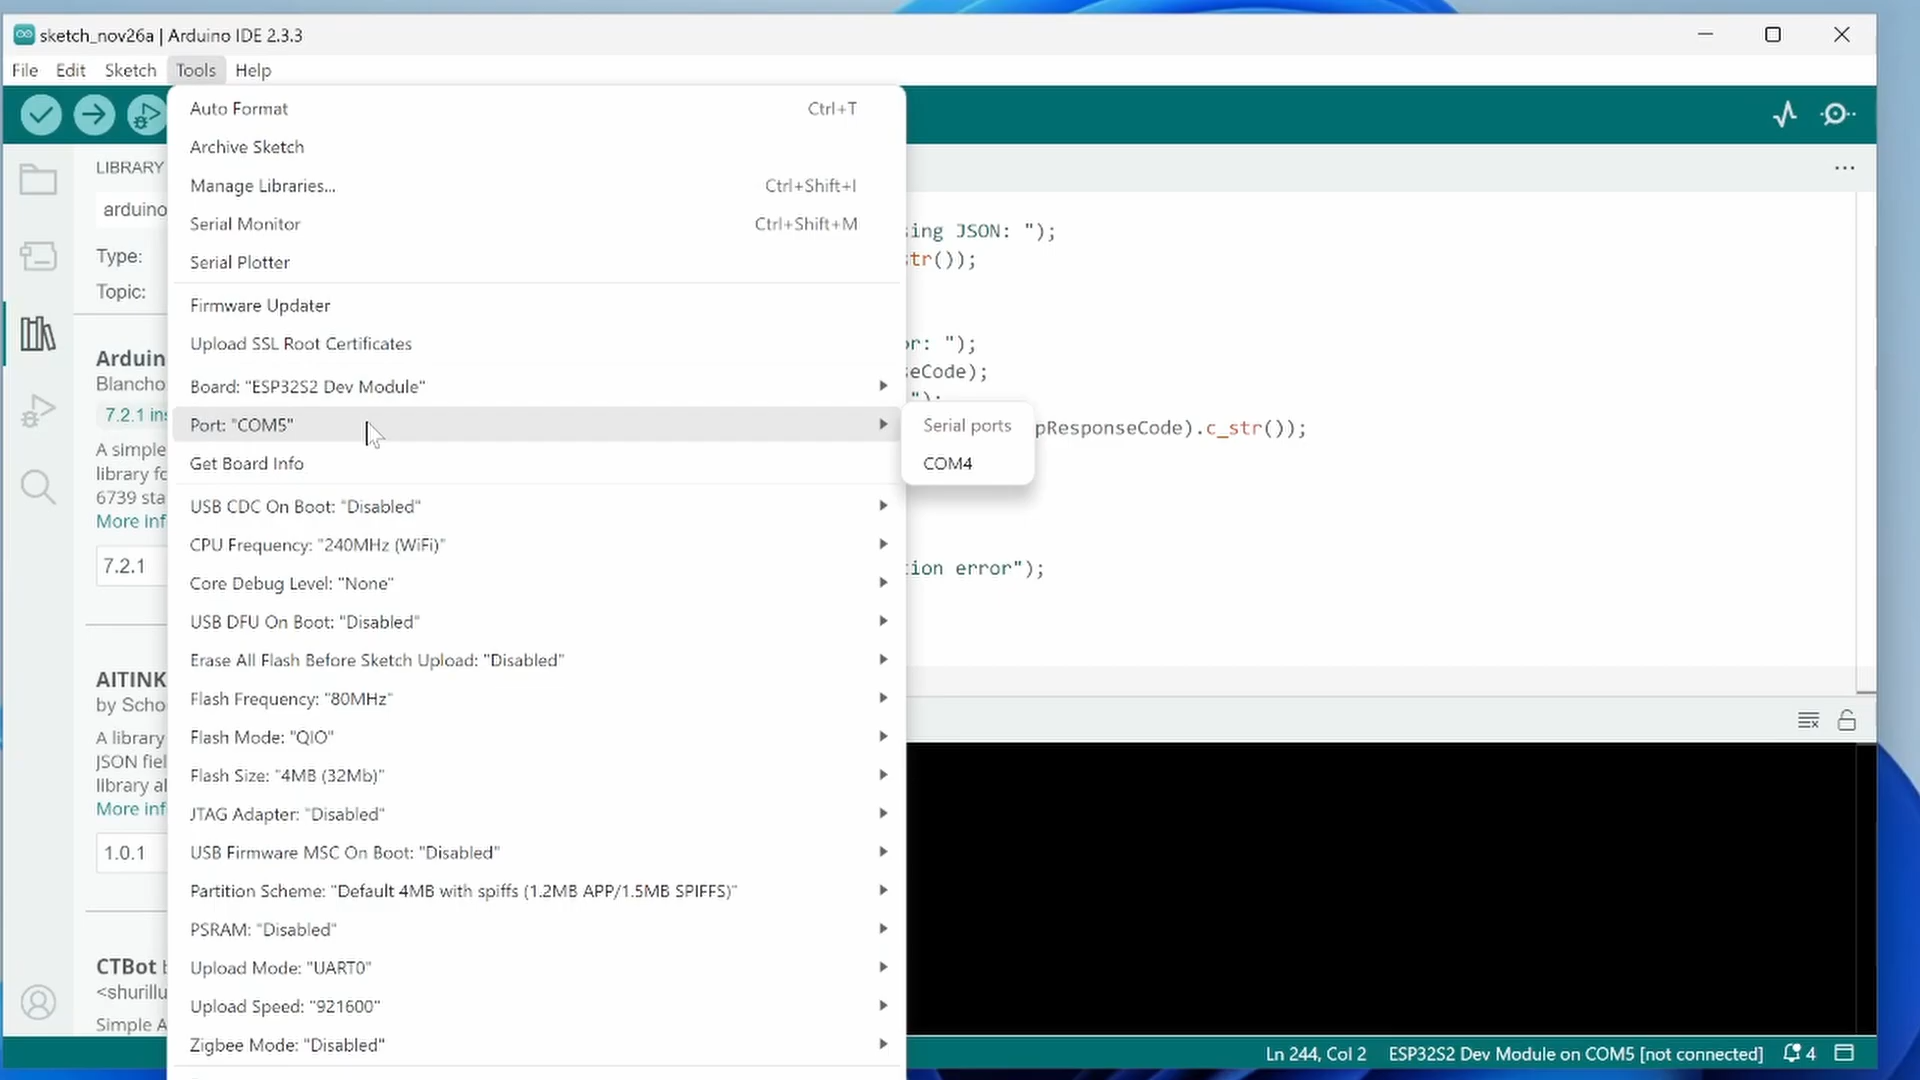 sketch_nov26a | Arduino IDE 2.3.3
File Edit Sketch Tools Help
Auto Format Ctrl+T
Archive Sketch
Manage Libraries... Ctrl+Shift+I
Serial Monitor Ctrl+Shift+M
Serial Plotter
Firmware Updater
Upload SSL Root Certificates
Board: "ESP32S2 Dev Module"
Port: "COM5"
Get Board Info
USB CDC On Boot: "Disabled"
CPU Frequency: "240MHz (WiFi)"
Core Debug Level: "None"
USB DFU On Boot: "Disabled"
Erase All Flash Before Sketch Upload: "Disabled"
Flash Frequency: "80MHz"
Flash Mode: "QIO"
Flash Size: "4MB (32Mb)"
JTAG Adapter: "Disabled"
USB Firmware MSC On Boot: "Disabled"
Partition Scheme: "Default 4MB with spiffs (1.2MB APP/1.5MB SPIFFS)"
PSRAM: "Disabled"
Upload Mode: "UART0"
Upload Speed: "921600"
Zigbee Mode: "Disabled"
Serial ports
COM4
LIBRARY
arduino
Type:
Topic:
Arduin
Blancho
7.2.1 ins
A simple
library fo
6739 sta
More inf
7.2.1
AITINK
by Scho
A library
JSON fiel
library al
More inf
1.0.1
CTBot b
<shurillu
Simple A
ing JSON: ");
tr());
or: ");
eCode);
");
pResponseCode).c_str());
ion error");
Ln 244, Col 2 ESP32S2 Dev Module on COM5 [not connected] 4